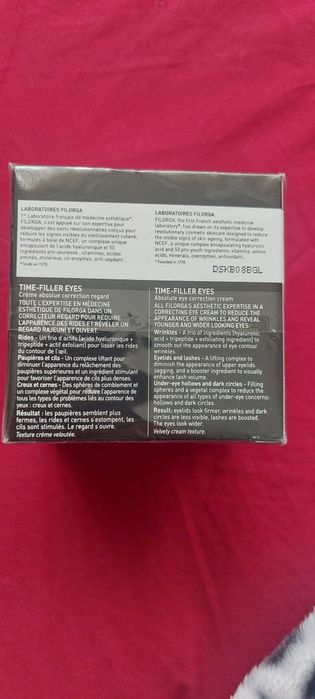 LABORATOIRES FILORGA
1er Laboratoire français de médecine esthétique*,
FILORGA, s'est appuyé sur son expertise pour
développer des soins révolutionnaires conçus pour
réduire les signes visibles du vieillissement cutané,
formulés à base de NCEF, un complexe unique
encapsulant de l'acide hyaluronique et 50
ingrédients pro-jeunesse : vitamines, acides
aminés, minéraux, co-enzymes, anti-oxydant...
*Fondé en 1978.
LABORATOIRES FILORGA
FILORGA, the first French aesthetic medicine
laboratory*, has drawn on its expertise to develop
revolutionary cosmetic skincare designed to reduce
the visible signs of skin ageing, formulated with
NCEF, a unique complex encapsulating hyaluronic
acid and 50 pro-youth ingredients: vitamins, amino
acids, minerals, coenzymes, antioxidants...
*Founded in 1978.
DSKB08BGL
TIME-FILLER EYES
Crème absolue correction regard
TOUTE L'EXPERTISE EN MÉDECINE
ESTHÉTIQUE DE FILORGA DANS UN
CORRECTEUR REGARD POUR RÉDUIRE
L'APPARENCE DES RIDES ET RÉVÉLER UN
REGARD RAJEUNI ET OUVERT.
Rides - Un trio d'actifs [acide hyaluronique +
tripeptide + actif exfoliant] pour lisser les rides
du contour de l'œil.
Paupières et cils - Un complexe liftant pour
diminuer l'apparence du relâchement des
paupières supérieures et un ingrédient stimulant
pour favoriser l'apparence de cils plus denses.
Creux et cernes - Des sphères de comblement et
un complexe végétal pour réduire l'apparence de
tous les types de problèmes liés au contour des
yeux : creux et cernes.
Résultat : les paupières semblent plus
fermes, les rides et cernes s'estompent, les
cils sont stimulés. Le regard s'ouvre.
Texture crème veloutée.
TIME-FILLER EYES
Absolute eye correction cream
ALL FILORGA'S AESTHETIC EXPERTISE IN A
CORRECTING EYE CREAM TO REDUCE THE
APPEARANCE OF WRINKLES AND REVEAL
YOUNGER AND WIDER LOOKING EYES.
Wrinkles - A trio of ingredients [hyaluronic
acid + tripeptide + exfoliating ingredient] to
smooth out the appearance of eye contour
wrinkles.
Eyelids and lashes - A lifting complex to
diminish the appearance of upper eyelids
sagging, and a booster ingredient to visually
enhance lash volume.
Under-eye hollows and dark circles - Filling
spheres and a vegetal complex to reduce the
appearance of all types of under-eye concerns:
hollows and dark circles.
Result: eyelids look firmer, wrinkles and dark
circles are less visible, lashes are boosted.
The eyes look wider.
Velvety cream texture.